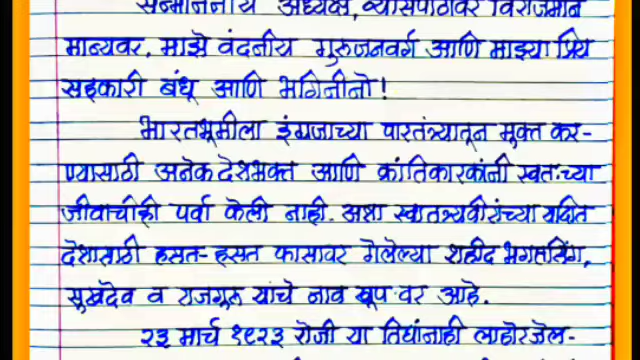 सन्माननीय अध्यक्ष, व्यासपीठावर विराजमान
मान्यवर, माझे वंदनीय गुरुजनवर्ग आणि माझ्या प्रिय
सहकारी बंधू आणि भगिनींनो!
भारतभूमीला इंग्रजांच्या पारतंत्र्यातून मुक्त कर-
ण्यासाठी अनेक देशभक्त आणि क्रांतिकारकांनी स्वतःच्या
जीवाचीही पर्वा केली नाही. अशा स्वातंत्र्यवीरांच्या यादीत
देशासाठी हसत-हसत फासावर गेलेल्या शहीद भगतसिंग,
सुखदेव व राजगुरू यांचे नाव खूप वर आहे.
२३ मार्च १९२३ रोजी या तिघांनाही लाहोर जेल-